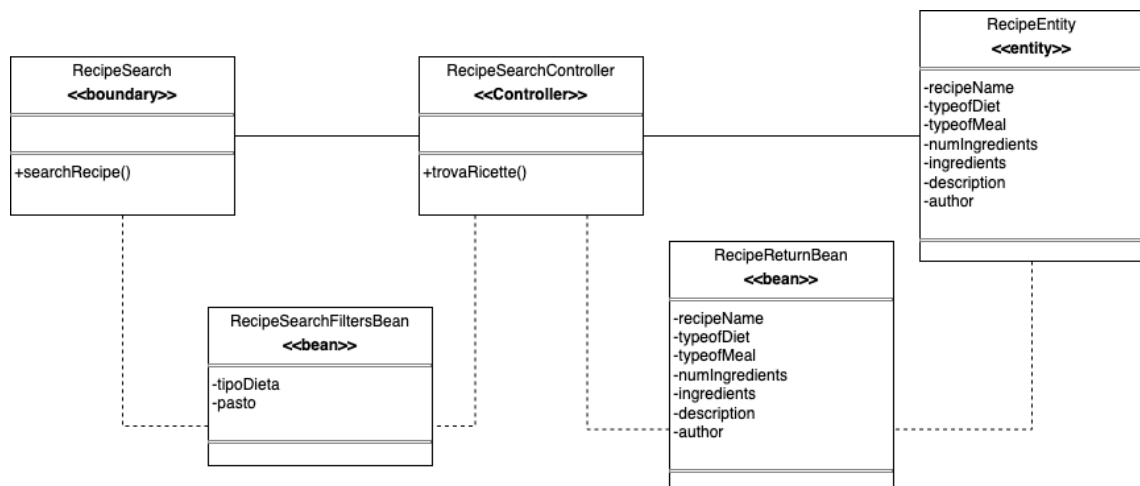 RecipeSearch
<<boundary>>
+searchRecipe()
RecipeSearchController
<<Controller>>
+trovaRicette()
RecipeEntity
<<entity>>
-recipeName
-typeofDiet
-typeofMeal
-numIngredients
-ingredients
-description
-author
RecipeSearchFiltersBean
<<bean>>
-tipoDieta
-pasto
RecipeReturnBean
<<bean>>
-recipeName
-typeofDiet
-typeofMeal
-numIngredients
-ingredients
-description
-author